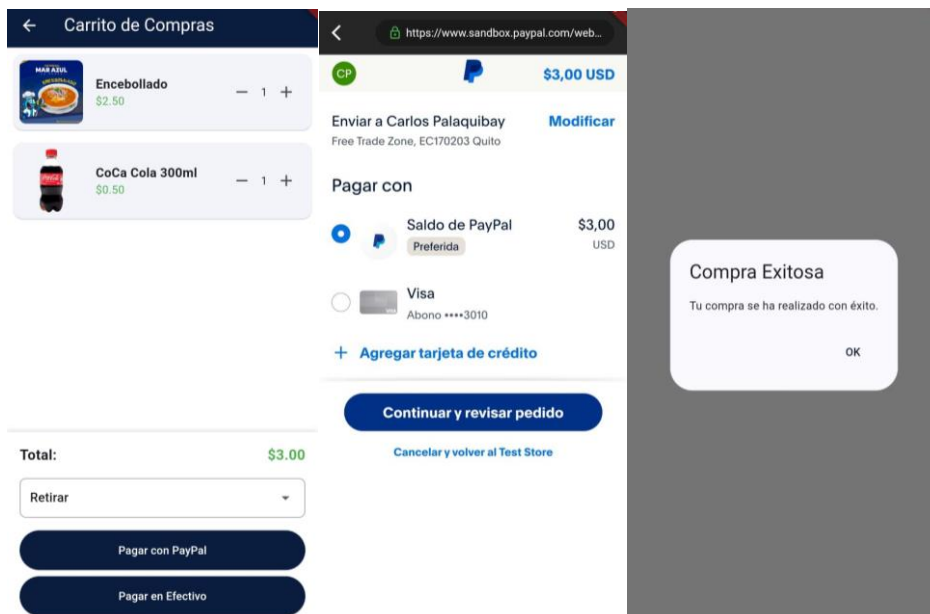 Carrito de Compras
MAR AZUL
Encebollado
$2.50
1
CoCa Cola 300ml
$0.50
1
Total:
$3.00
Retirar
Pagar con PayPal
Pagar en Efectivo
https://www.sandbox.paypal.com/web...
CP
$3,00 USD
Enviar a Carlos Palaquibay
Modificar
Free Trade Zone, EC170203 Quito
Pagar con
Saldo de PayPal
$3,00
Preferida
USD
Visa
Abono ••••3010
+ Agregar tarjeta de crédito
Continuar y revisar pedido
Cancelar y volver al Test Store
Compra Exitosa
Tu compra se ha realizado con éxito.
OK